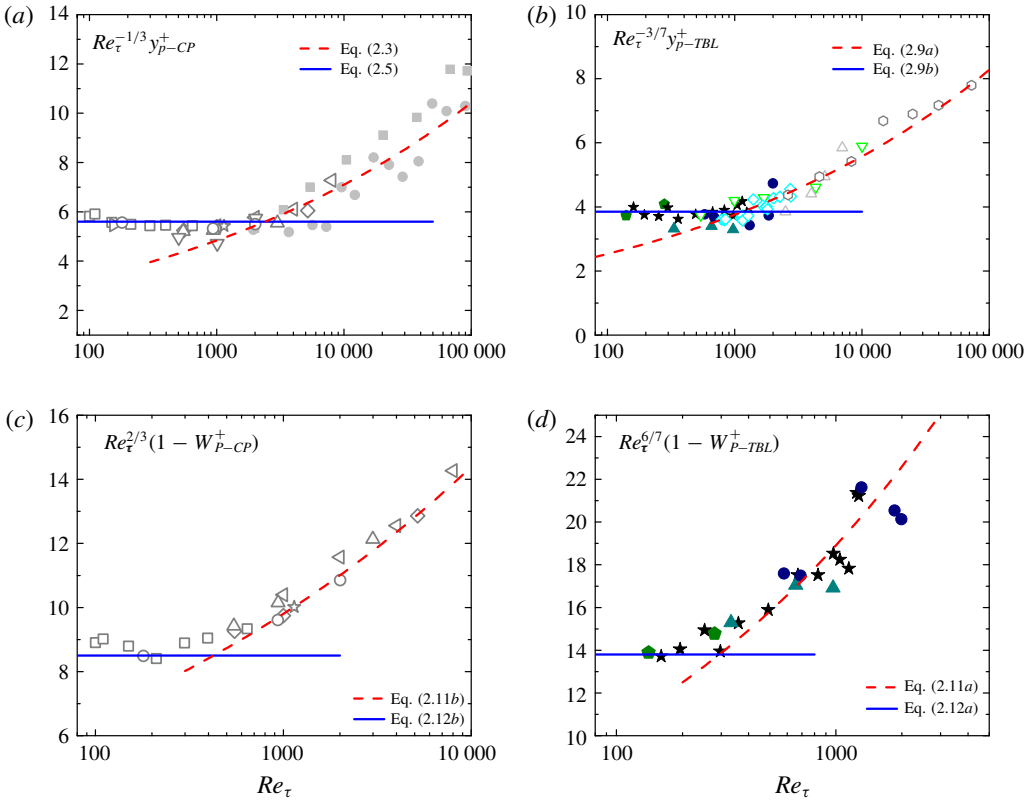 (a)
Re_τ^{-1/3} y^+_{p-CP}
Eq. (2.3)
Eq. (2.5)
14
12
10
8
6
4
2
100
1000
10 000
100 000
(b)
Re_τ^{-3/7} y^+_{p-TBL}
Eq. (2.9a)
Eq. (2.9b)
10
8
6
4
2
0
100
1000
10 000
100 000
(c)
Re_τ^{2/3}(1 − W^+_{P-CP})
Eq. (2.11b)
Eq. (2.12b)
16
14
12
10
8
6
100
1000
10 000
Re_τ
(d)
Re_τ^{6/7}(1 − W^+_{P-TBL})
Eq. (2.11a)
Eq. (2.12a)
24
22
20
18
16
14
12
10
100
1000
Re_τ